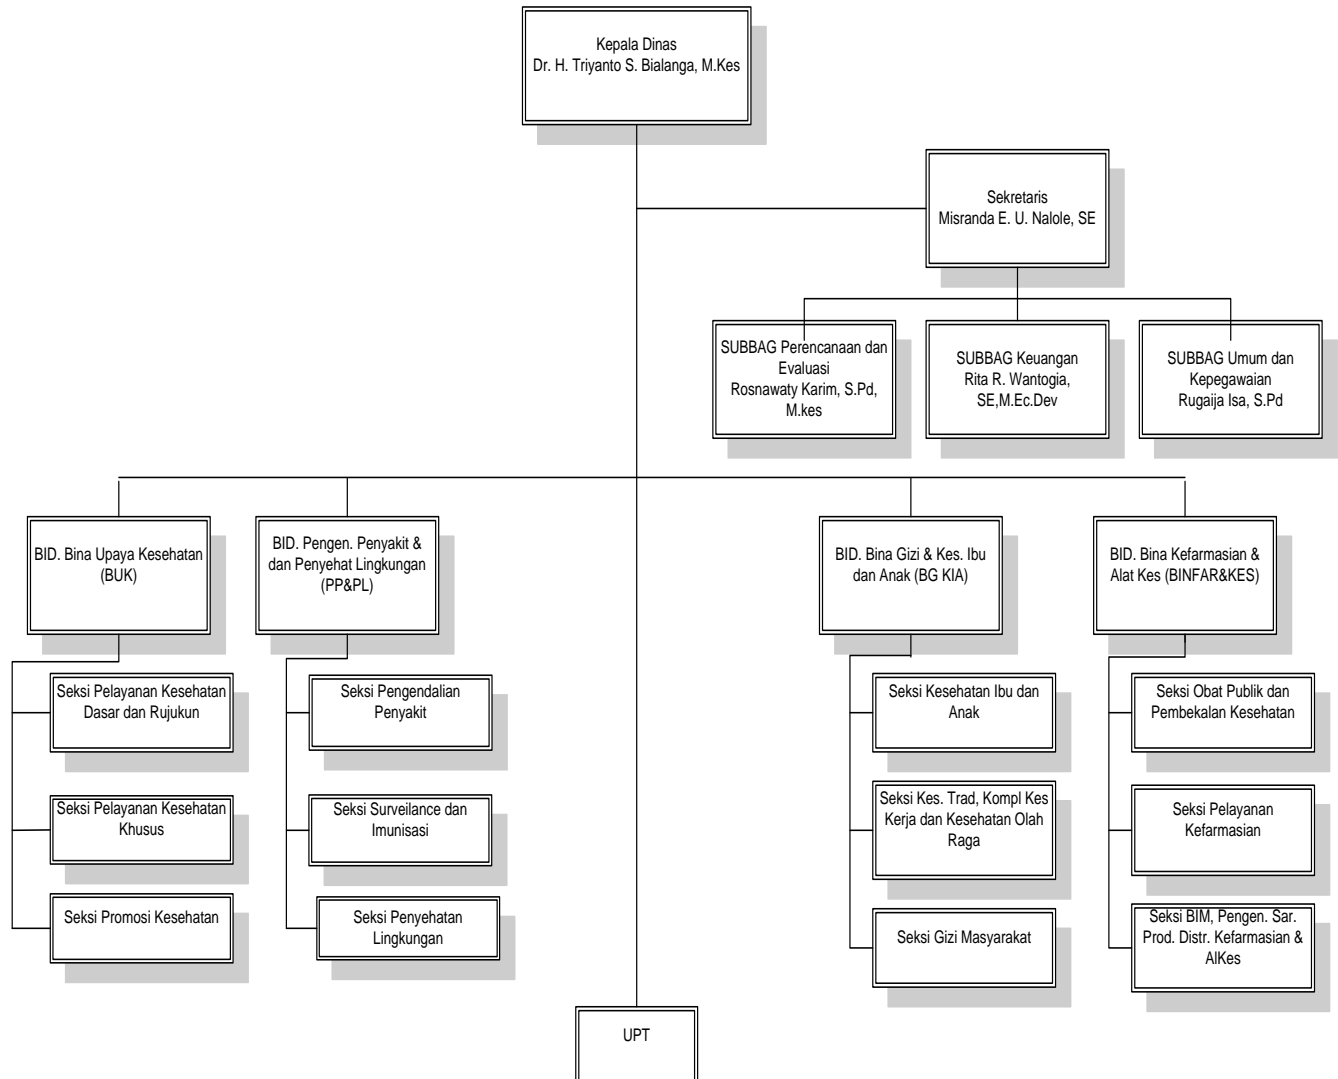 Kepala Dinas
Dr. H. Triyanto S. Bialanga, M.Kes
Sekretaris
Misranda E. U. Nalole, SE
SUBBAG Perencanaan dan
Evaluasi
Rosnawaty Karim, S.Pd,
M.kes
SUBBAG Keuangan
Rita R. Wantogia,
SE,M.Ec.Dev
SUBBAG Umum dan
Kepegawaian
Rugaija Isa, S.Pd
BID. Bina Upaya Kesehatan
(BUK)
BID. Pengen. Penyakit &
dan Penyehat Lingkungan
(PP&PL)
BID. Bina Gizi & Kes. Ibu
dan Anak (BG KIA)
BID. Bina Kefarmasian &
Alat Kes (BINFAR&KES)
Seksi Pelayanan Kesehatan
Dasar dan Rujukun
Seksi Pelayanan Kesehatan
Khusus
Seksi Promosi Kesehatan
Seksi Pengendalian
Penyakit
Seksi Surveilance dan
Imunisasi
Seksi Penyehatan
Lingkungan
Seksi Kesehatan Ibu dan
Anak
Seksi Kes. Trad, Kompl Kes
Kerja dan Kesehatan Olah
Raga
Seksi Gizi Masyarakat
Seksi Obat Publik dan
Pembekalan Kesehatan
Seksi Pelayanan
Kefarmasian
Seksi BIM, Pengen. Sar.
Prod. Distr. Kefarmasian &
AlKes
UPT